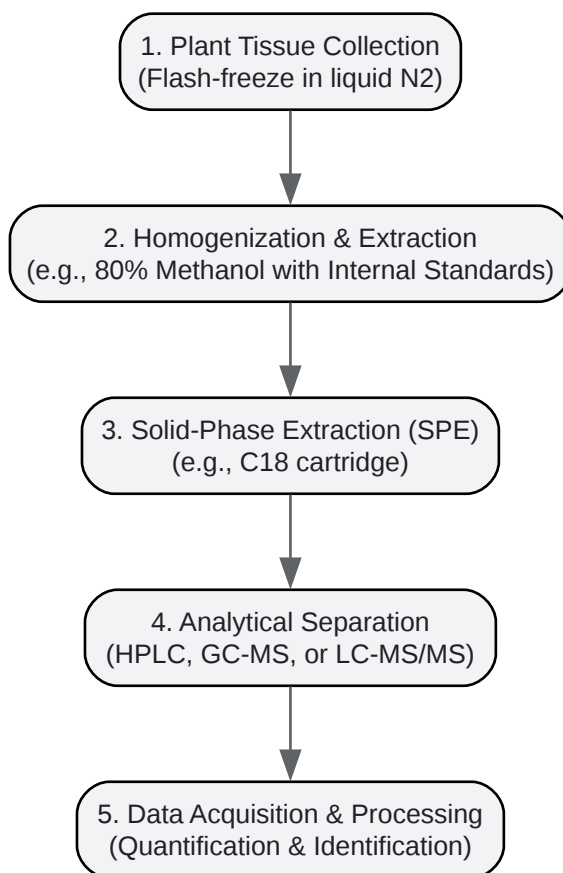 1. Plant Tissue Collection
(Flash-freeze in liquid N2)
2. Homogenization & Extraction
(e.g., 80% Methanol with Internal Standards)
3. Solid-Phase Extraction (SPE)
(e.g., C18 cartridge)
4. Analytical Separation
(HPLC, GC-MS, or LC-MS/MS)
5. Data Acquisition & Processing
(Quantification & Identification)